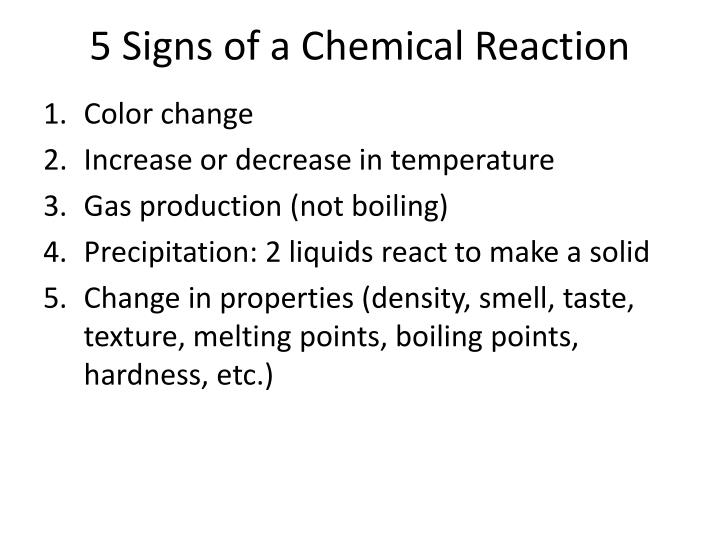 5 Signs of a Chemical Reaction
1. Color change
2. Increase or decrease in temperature
3. Gas production (not boiling)
4. Precipitation: 2 liquids react to make a solid
5. Change in properties (density, smell, taste,
texture, melting points, boiling points,
hardness, etc.)